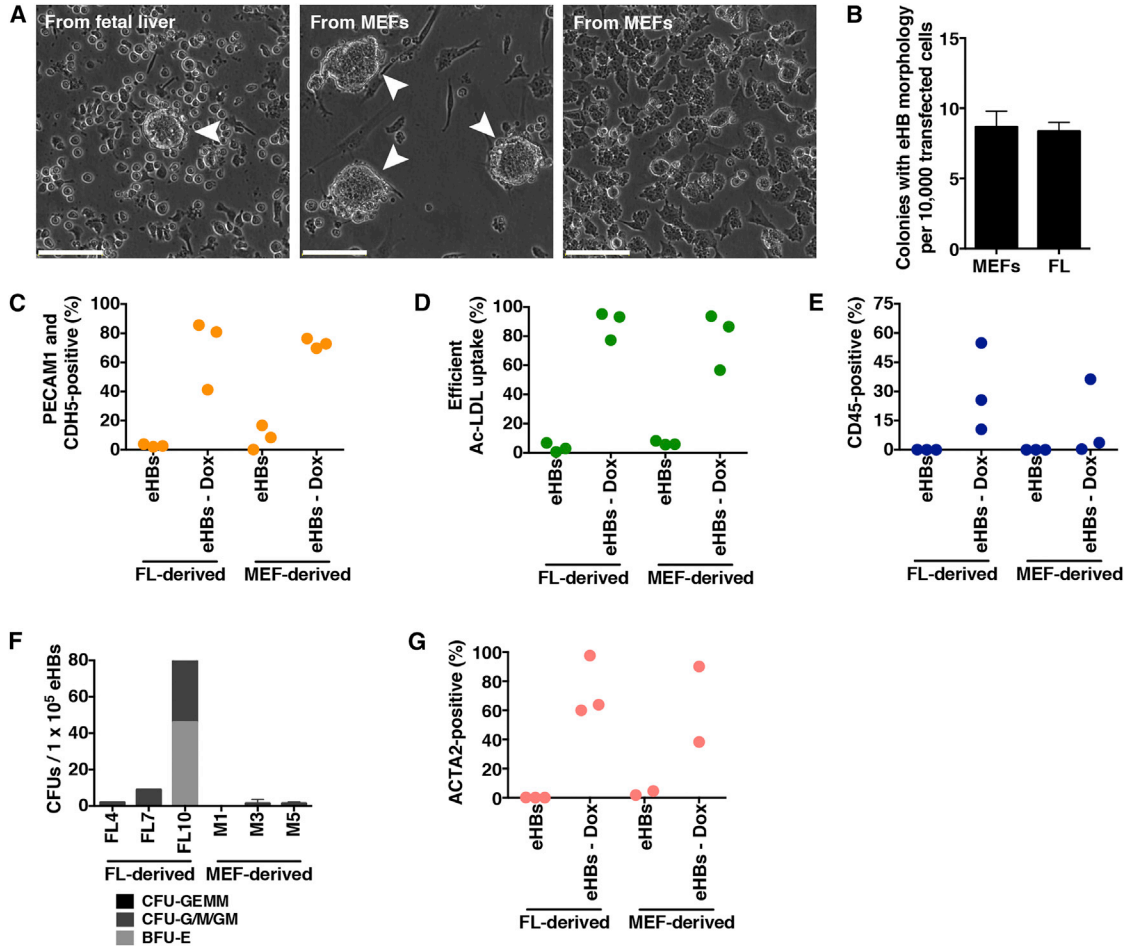 A
From fetal liver
From MEFs
From MEFs
B
Colonies with eHB morphology
per 10,000 transfected cells
15
10
5
0
MEFs
FL
C
PECAM1 and
CDH5-positive (%)
100
80
60
40
20
0
eHBs
eHBs - Dox
eHBs
eHBs - Dox
FL-derived
MEF-derived
D
Efficient
Ac-LDL uptake (%)
100
80
60
40
20
0
eHBs
eHBs - Dox
eHBs
eHBs - Dox
FL-derived
MEF-derived
E
CD45-positive (%)
75
60
45
30
15
0
eHBs
eHBs - Dox
eHBs
eHBs - Dox
FL-derived
MEF-derived
F
CFUs / 1 x 10⁵ eHBs
80
60
40
20
0
FL4
FL7
FL10
M1
M3
M5
FL-derived
MEF-derived
CFU-GEMM
CFU-G/M/GM
BFU-E
G
ACTA2-positive (%)
100
80
60
40
20
0
eHBs
eHBs - Dox
eHBs
eHBs - Dox
FL-derived
MEF-derived